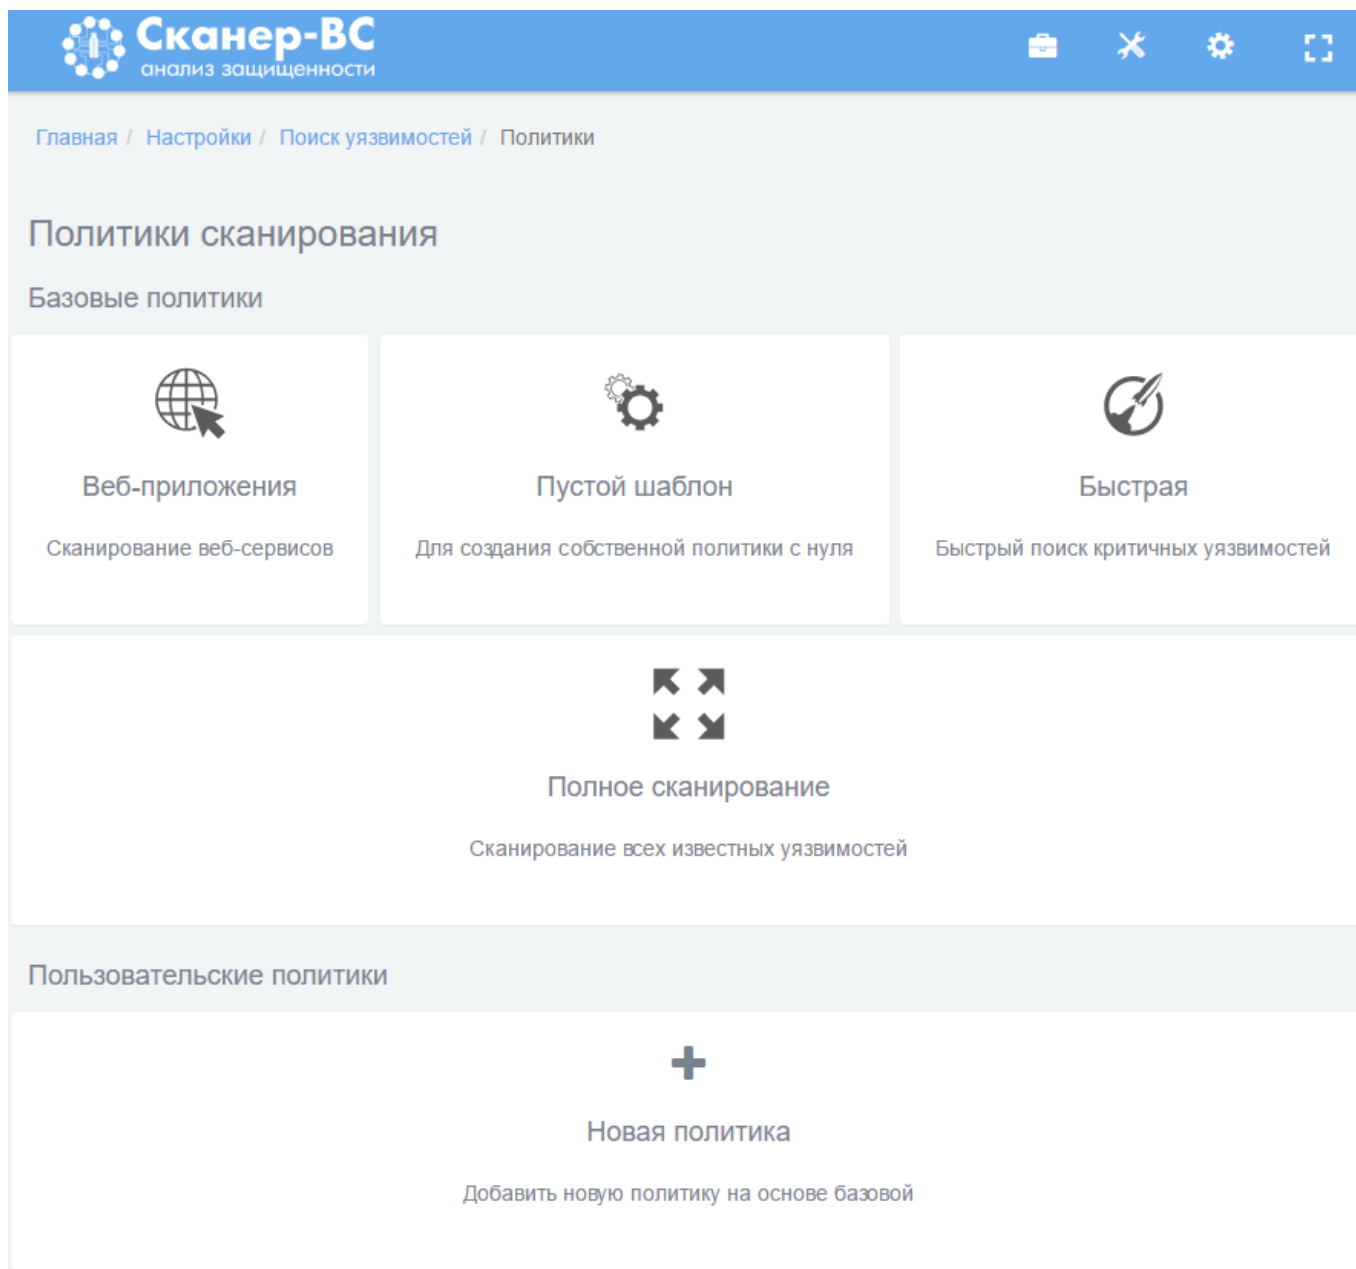 Сканер-ВС
анализ защищенности
Главная / Настройки / Поиск уязвимостей / Политики
Политики сканирования
Базовые политики
Веб-приложения
Сканирование веб-сервисов
Пустой шаблон
Для создания собственной политики с нуля
Быстрая
Быстрый поиск критичных уязвимостей
Полное сканирование
Сканирование всех известных уязвимостей
Пользовательские политики
Новая политика
Добавить новую политику на основе базовой